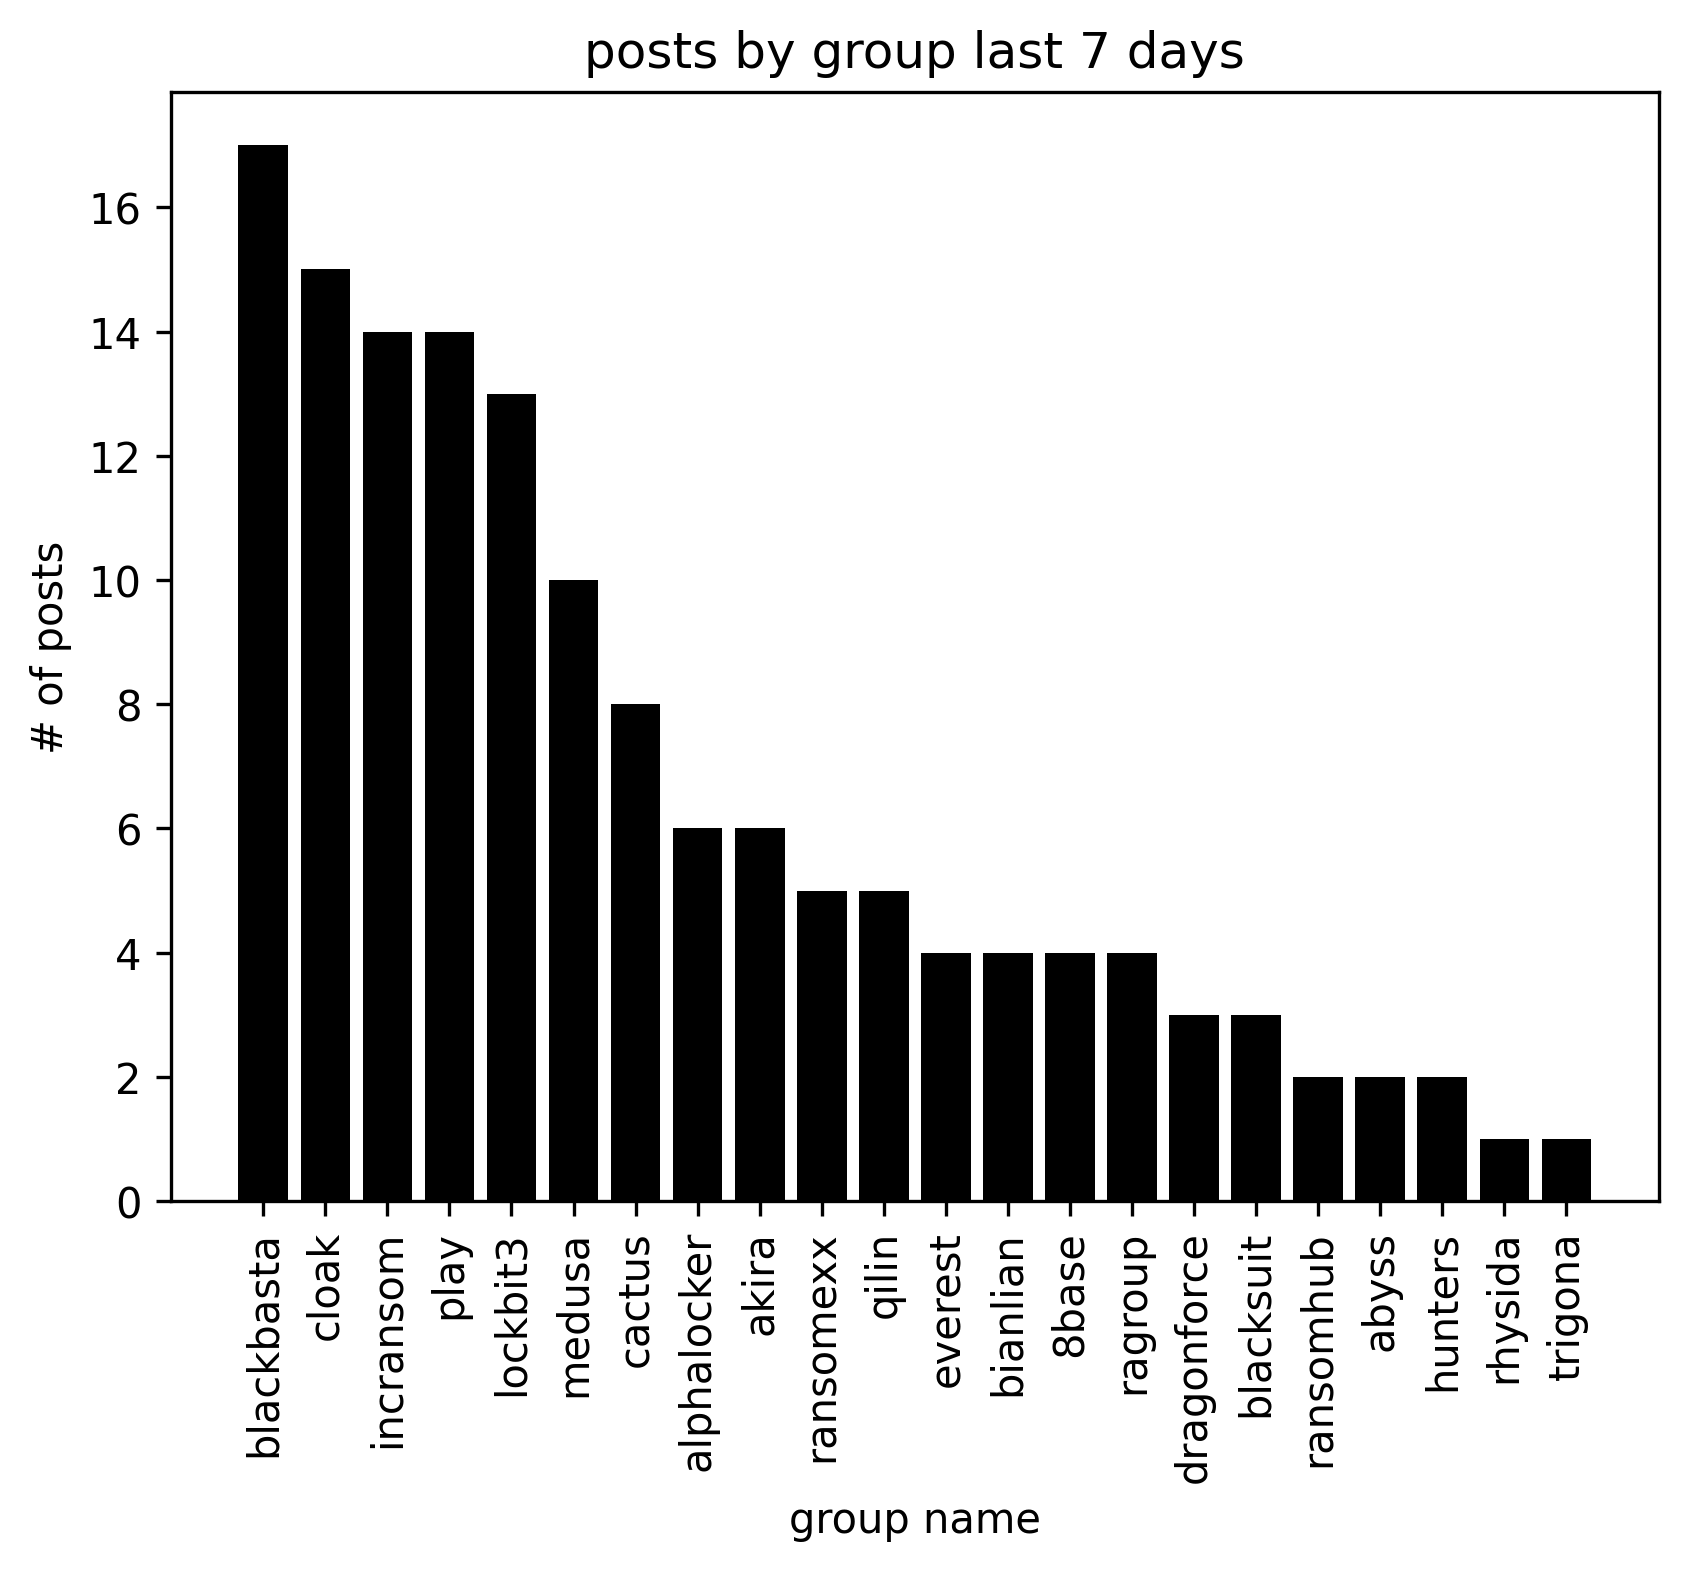 posts by group last 7 days
16
14
12
10
8
6
4
2
0
# of posts
blackbasta
cloak
incransom
play
lockbit3
medusa
cactus
alphalocker
akira
ransomexx
qilin
everest
bianlian
8base
ragroup
dragonforce
blacksuit
ransomhub
abyss
hunters
rhysida
trigona
group name